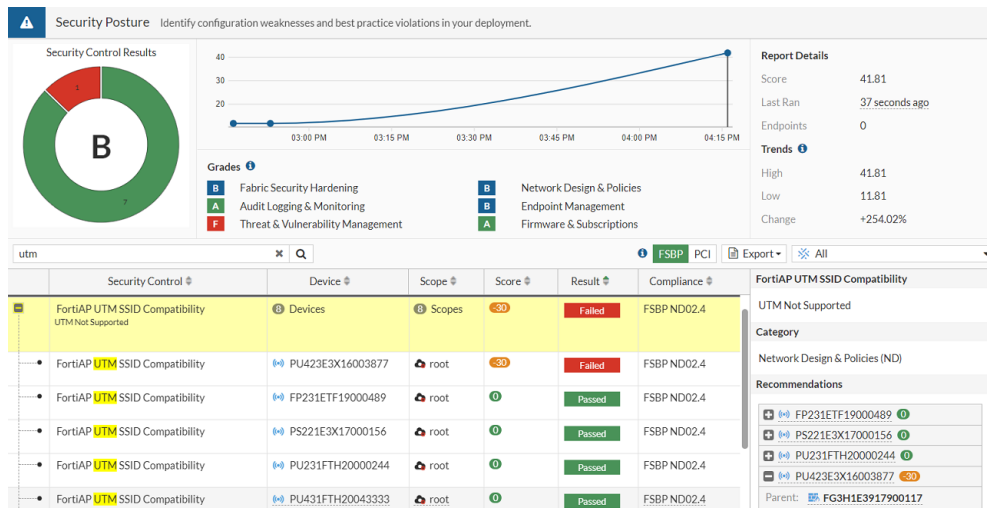 Security Posture Identify configuration weaknesses and best practice violations in your deployment.
Security Control Results
1
B
7
40
30
20
03:00 PM 03:15 PM 03:30 PM 03:45 PM 04:00 PM 04:15 PM
Grades
B Fabric Security Hardening B Network Design & Policies
A Audit Logging & Monitoring B Endpoint Management
F Threat & Vulnerability Management A Firmware & Subscriptions
Report Details
Score 41.81
Last Ran 37 seconds ago
Endpoints 0
Trends
High 41.81
Low 11.81
Change +254.02%
utm FSBP PCI Export All
Security Control Device Scope Score Result Compliance
FortiAP UTM SSID Compatibility 8 Devices 8 Scopes -30 Failed FSBP ND02.4
UTM Not Supported
FortiAP UTM SSID Compatibility PU423E3X16003877 root -30 Failed FSBP ND02.4
FortiAP UTM SSID Compatibility FP231ETF19000489 root 0 Passed FSBP ND02.4
FortiAP UTM SSID Compatibility PS221E3X17000156 root 0 Passed FSBP ND02.4
FortiAP UTM SSID Compatibility PU231FTH20000244 root 0 Passed FSBP ND02.4
FortiAP UTM SSID Compatibility PU431FTH20043333 root 0 Passed FSBP ND02.4
FortiAP UTM SSID Compatibility
UTM Not Supported
Category
Network Design & Policies (ND)
Recommendations
FP231ETF19000489 0
PS221E3X17000156 0
PU231FTH20000244 0
PU423E3X16003877 -30
Parent: FG3H1E3917900117